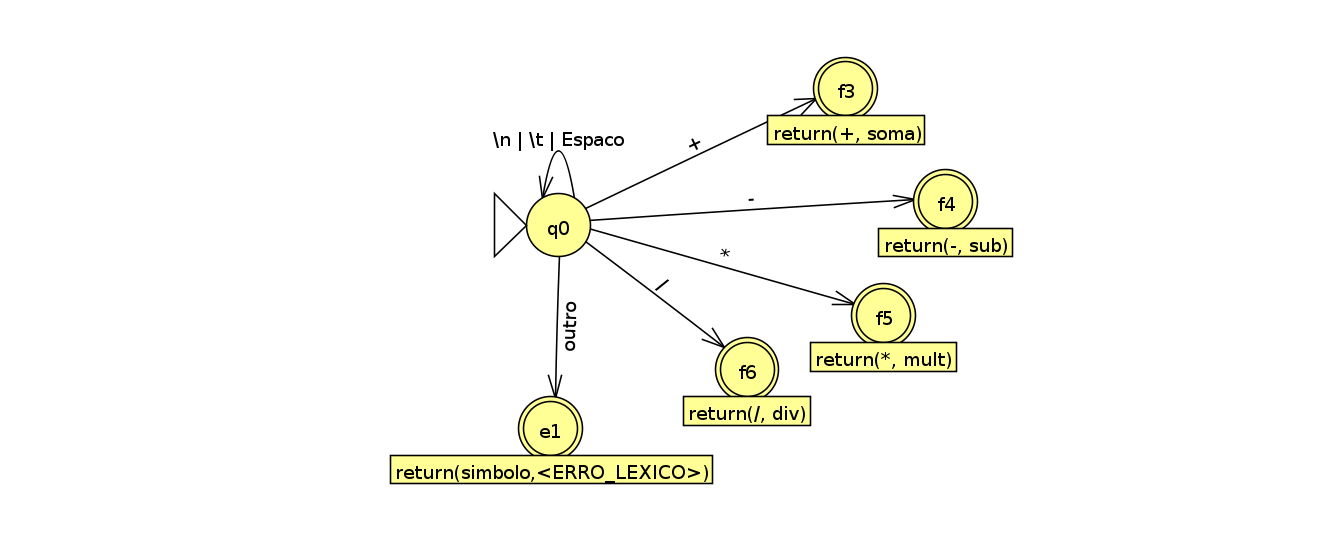 f3
return(+, soma)
\n | \t | Espaco
+
f4
-
q0
return(-, sub)
*
/
f5
outro
return(*, mult)
f6
return(/, div)
e1
return(simbolo,<ERRO_LEXICO>)